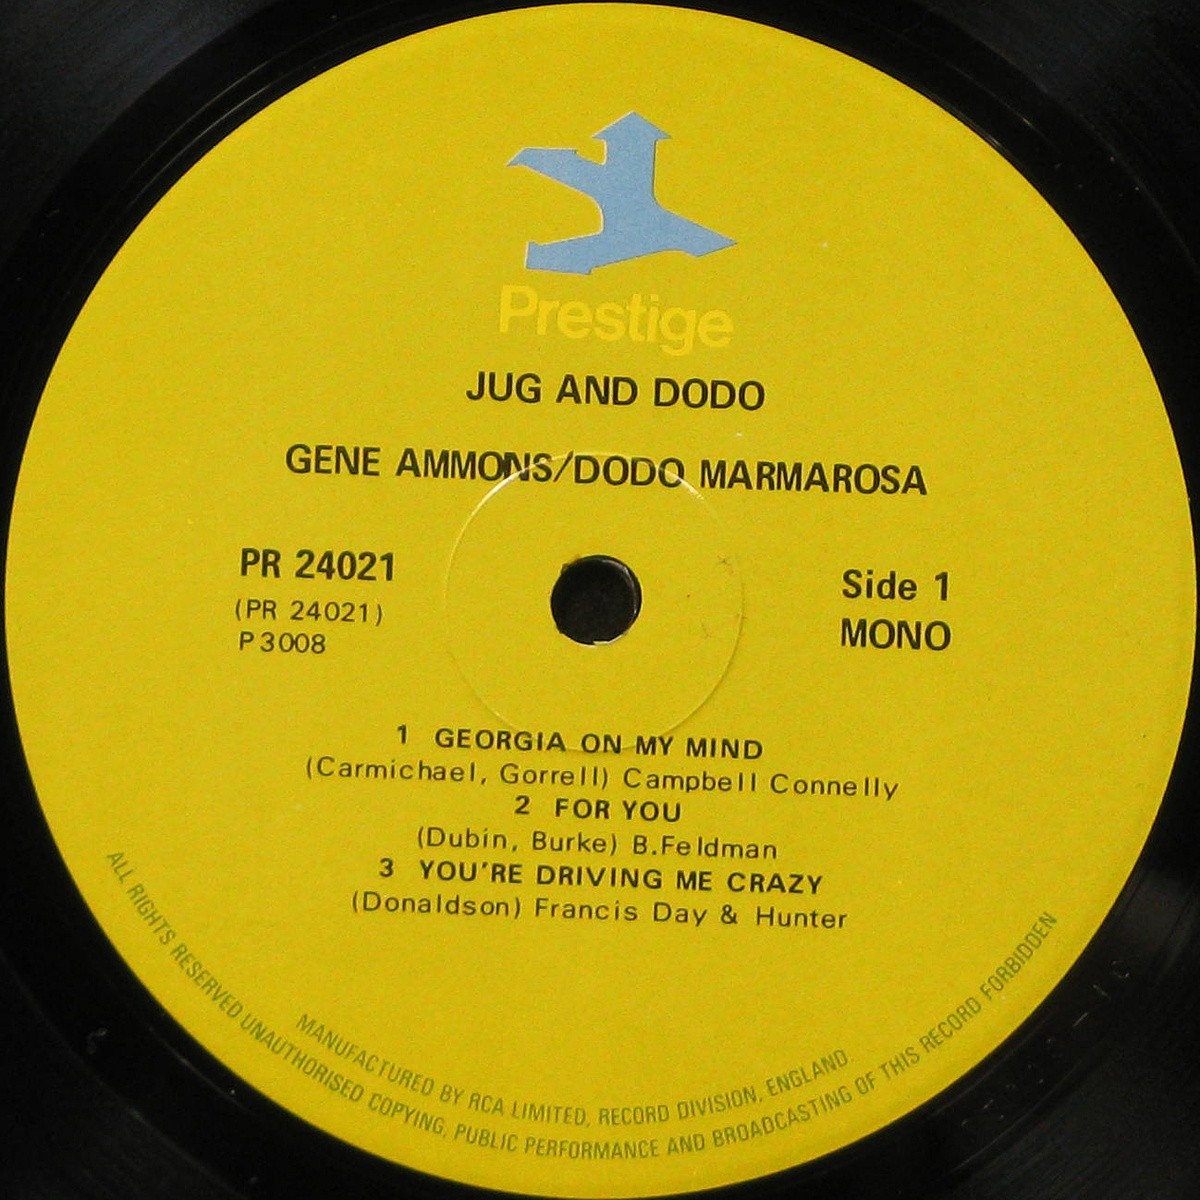 Prestige
JUG AND DODO
GENE AMMONS/DODO MARMAROSA
PR 24021
(PR 24021)
P 3008
Side 1
MONO
1 GEORGIA ON MY MIND
(Carmichael, Gorrell) Campbell Connelly
2 FOR YOU
(Dubin, Burke) B.Feldman
3 YOU'RE DRIVING ME CRAZY
(Donaldson) Francis Day & Hunter
MANUFACTURED BY RCA LIMITED, RECORD DIVISION, ENGLAND.
ALL RIGHTS RESERVED UNAUTHORISED COPYING, PUBLIC PERFORMANCE AND BROADCASTING OF THIS RECORD FORBIDDEN